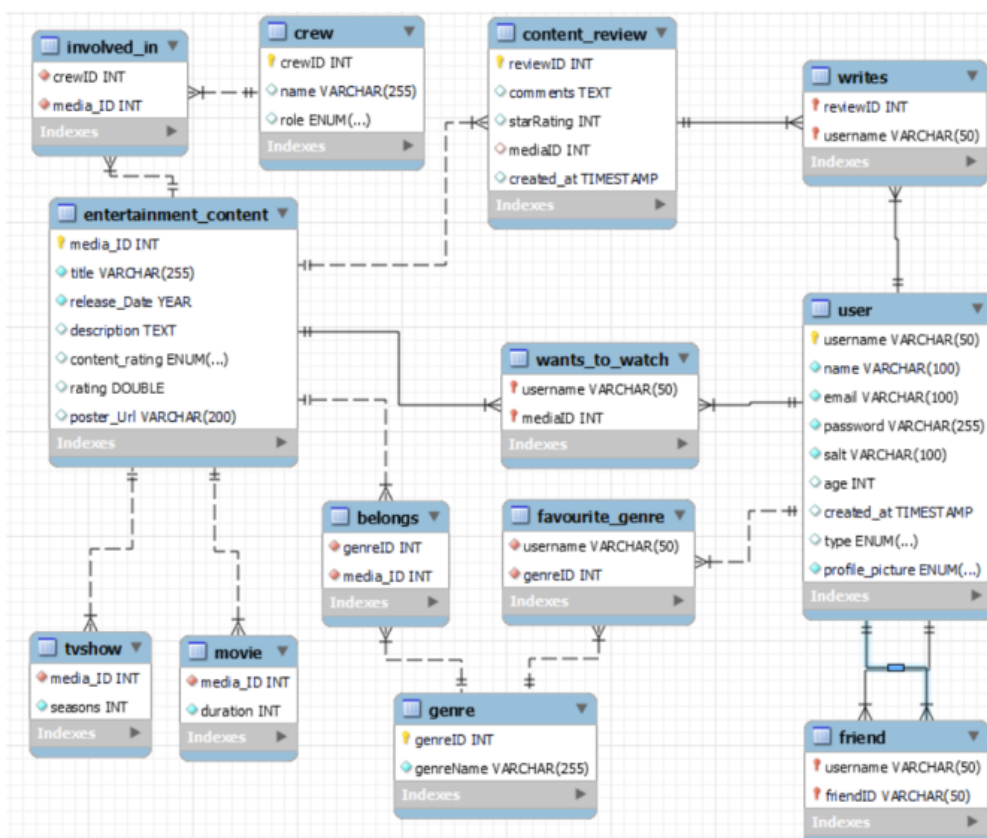 involved_in
crewID INT
media_ID INT
Indexes
crew
crewID INT
name VARCHAR(255)
role ENUM(...)
Indexes
content_review
reviewID INT
comments TEXT
starRating INT
mediaID INT
created_at TIMESTAMP
Indexes
writes
reviewID INT
username VARCHAR(50)
Indexes
entertainment_content
media_ID INT
title VARCHAR(255)
release_Date YEAR
description TEXT
content_rating ENUM(...)
rating DOUBLE
poster_Url VARCHAR(200)
Indexes
wants_to_watch
username VARCHAR(50)
mediaID INT
Indexes
user
username VARCHAR(50)
name VARCHAR(100)
email VARCHAR(100)
password VARCHAR(255)
salt VARCHAR(100)
age INT
created_at TIMESTAMP
type ENUM(...)
profile_picture ENUM(...)
Indexes
belongs
genreID INT
media_ID INT
Indexes
favourite_genre
username VARCHAR(50)
genreID INT
Indexes
tvshow
media_ID INT
seasons INT
Indexes
movie
media_ID INT
duration INT
Indexes
genre
genreID INT
genreName VARCHAR(255)
Indexes
friend
username VARCHAR(50)
friendID VARCHAR(50)
Indexes